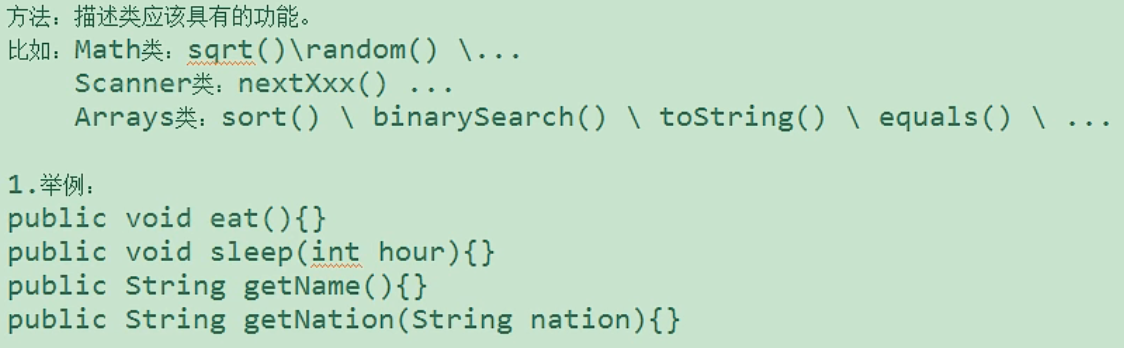 方法：描述类应该具有的功能。
比如：Math类：sqrt()\random() \...
Scanner类：nextXxx() ...
Arrays类：sort() \ binarySearch() \ toString() \ equals() \ ...
1.举例：
public void eat(){}
public void sleep(int hour){}
public String getName(){}
public String getNation(String nation){}